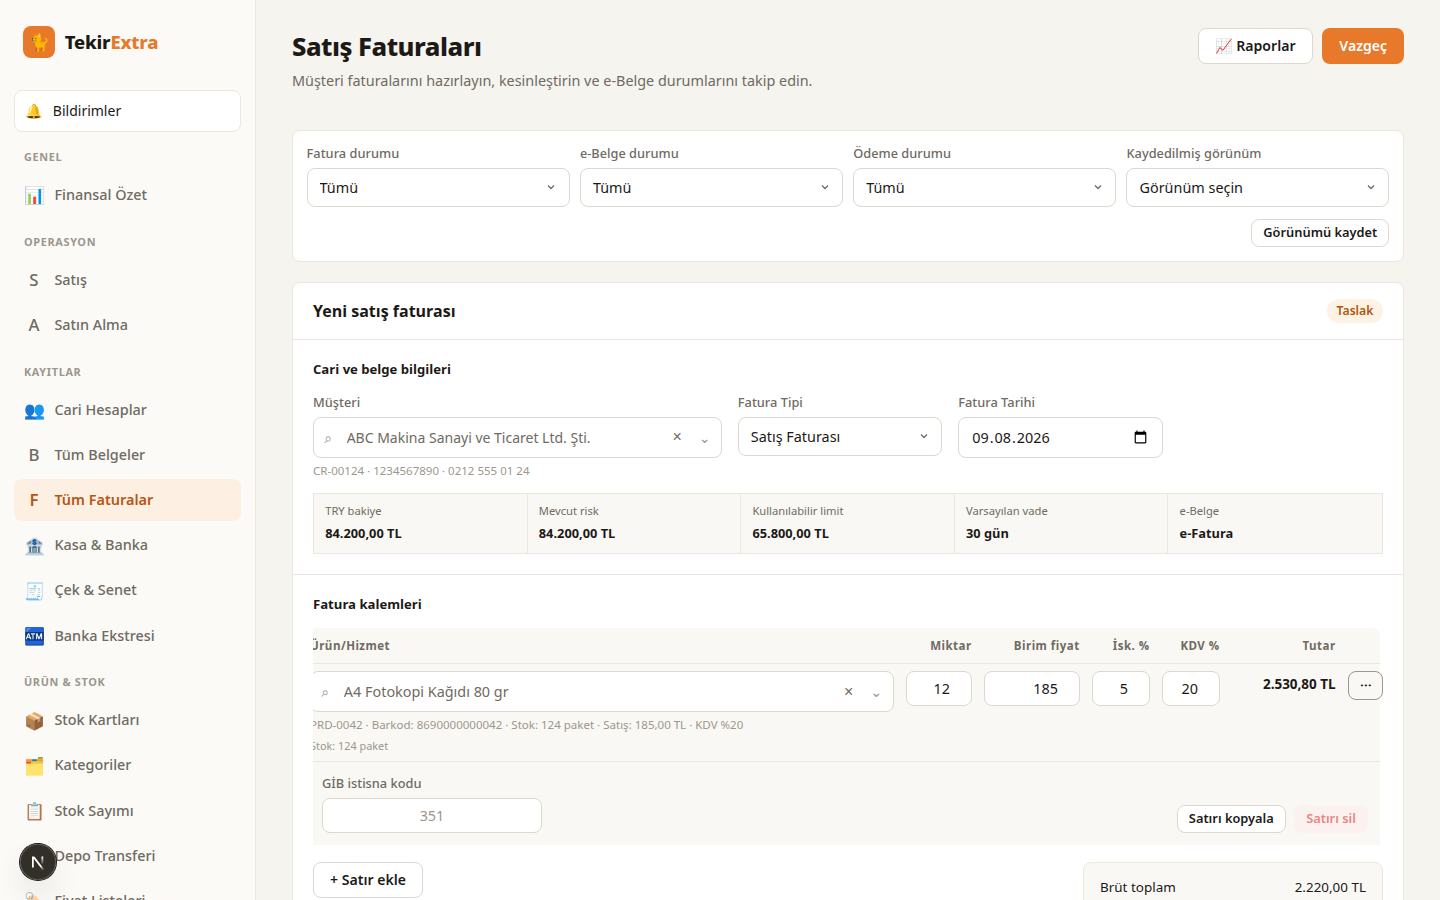 TekirExtra
Bildirimler
GENEL
Finansal Özet
OPERASYON
S Satış
A Satın Alma
KAYITLAR
Cari Hesaplar
B Tüm Belgeler
F Tüm Faturalar
Kasa & Banka
Çek & Senet
ATM Banka Ekstresi
ÜRÜN & STOK
Stok Kartları
Kategoriler
Stok Sayımı
N Depo Transferi
Fiyat Listeleri
Satış Faturaları
Raporlar
Vazgeç
Müşteri faturalarını hazırlayın, kesinleştirin ve e-Belge durumlarını takip edin.
Fatura durumu e-Belge durumu Ödeme durumu Kaydedilmiş görünüm
Tümü Tümü Tümü Görünüm seçin
Görünümü kaydet
Yeni satış faturası
Taslak
Cari ve belge bilgileri
Müşteri Fatura Tipi Fatura Tarihi
ABC Makina Sanayi ve Ticaret Ltd. Şti. × Satış Faturası 09.08.2026
CR-00124 · 1234567890 · 0212 555 01 24
TRY bakiye Mevcut risk Kullanılabilir limit Varsayılan vade e-Belge
84.200,00 TL 84.200,00 TL 65.800,00 TL 30 gün e-Fatura
Fatura kalemleri
Ürün/Hizmet Miktar Birim fiyat İsk. % KDV % Tutar
A4 Fotokopi Kağıdı 80 gr × 12 185 5 20 2.530,80 TL ···
PRD-0042 · Barkod: 8690000000042 · Stok: 124 paket · Satış: 185,00 TL · KDV %20
Stok: 124 paket
GİB istisna kodu
351
Satırı kopyala Satırı sil
+ Satır ekle
Brüt toplam 2.220,00 TL